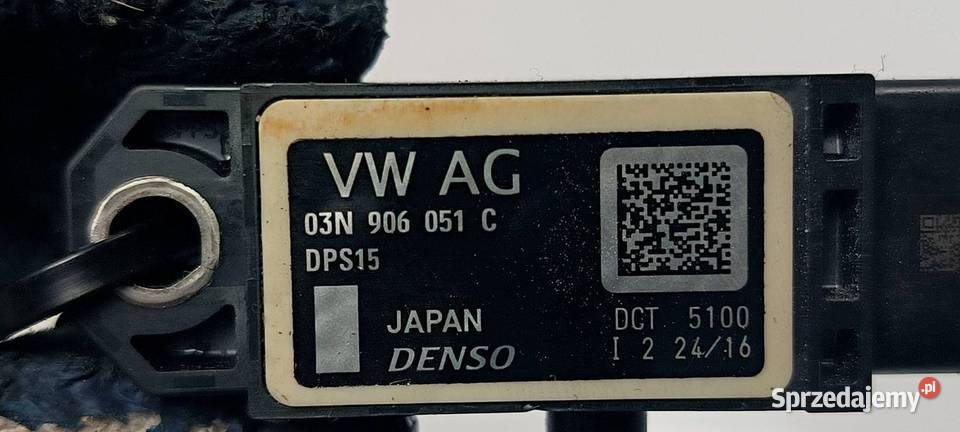 VW AG
03N 906 051 C
DPS15
JAPAN
DENSO
DCT 5100
I 2 24/16
Sprzedajemy.pl